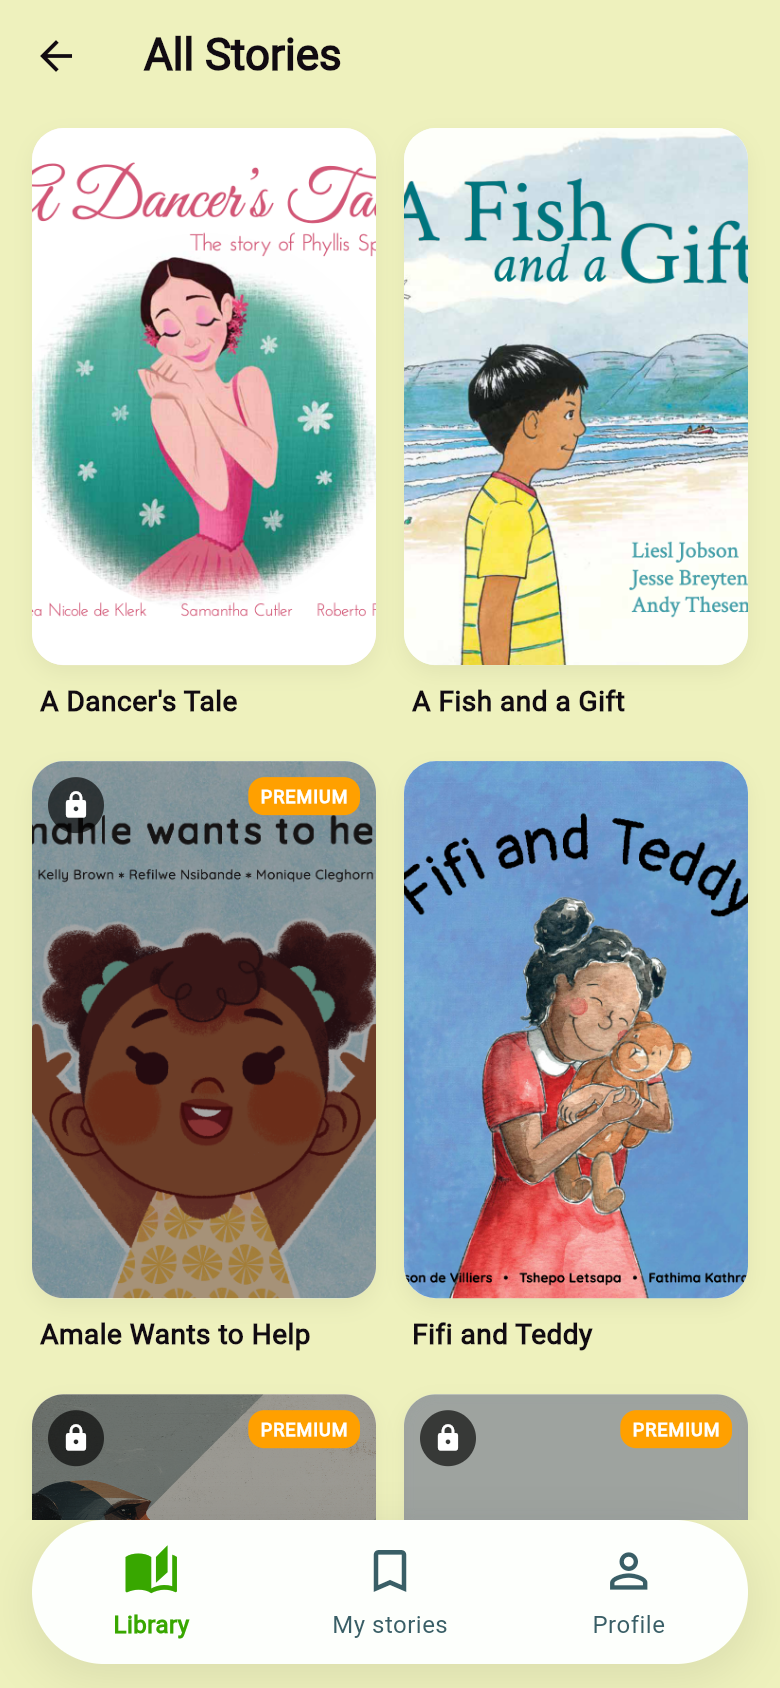 All Stories
A Dancer's Ta
The story of Phyllis Sp
ea Nicole de Klerk Samantha Cutler Roberto
A Dancer's Tale
A Fish
and a Gift
Liesl Jobson
Jesse Breyten
Andy Thesen
A Fish and a Gift
PREMIUM
mahle wants to he
Kelly Brown * Refilwe Nsibande * Monique Cleghorn
Amale Wants to Help
Fifi and Teddy
son de Villiers • Tshepo Letsapa • Fathima Kathr
Fifi and Teddy
PREMIUM
PREMIUM
Library
My stories
Profile